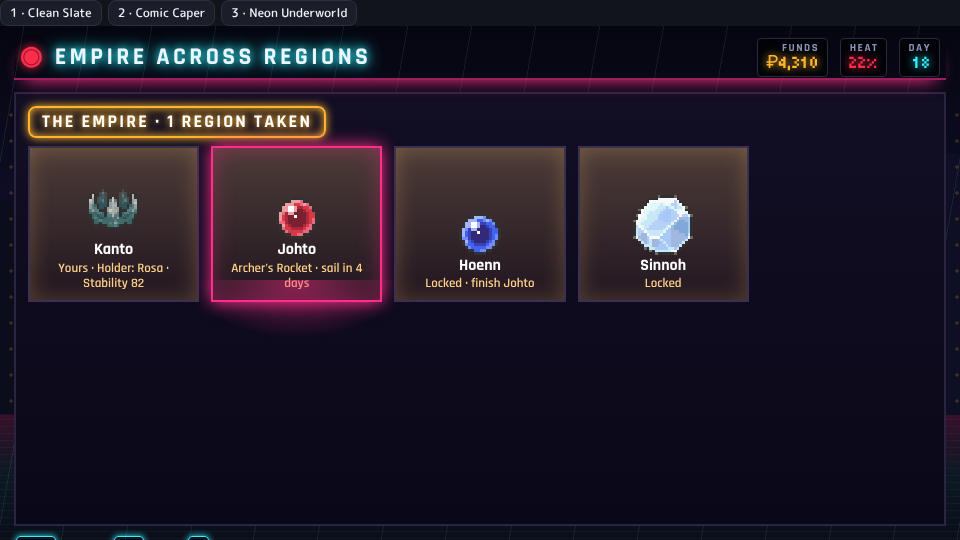 1 · Clean Slate
2 · Comic Caper
3 · Neon Underworld
EMPIRE ACROSS REGIONS
FUNDS
₽4,310
HEAT
22%
DAY
18
THE EMPIRE · 1 REGION TAKEN
Kanto
Yours · Holder: Rosa ·
Stability 82
Johto
Archer's Rocket · sail in 4
days
Hoenn
Locked · finish Johto
Sinnoh
Locked